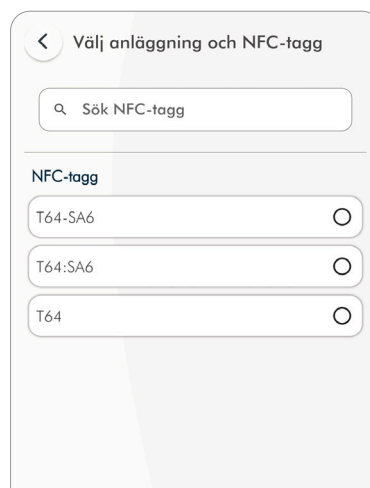 Välj anläggning och NFC-tagg
Sök NFC-tagg
NFC-tagg
T64-SA6
T64:SA6
T64